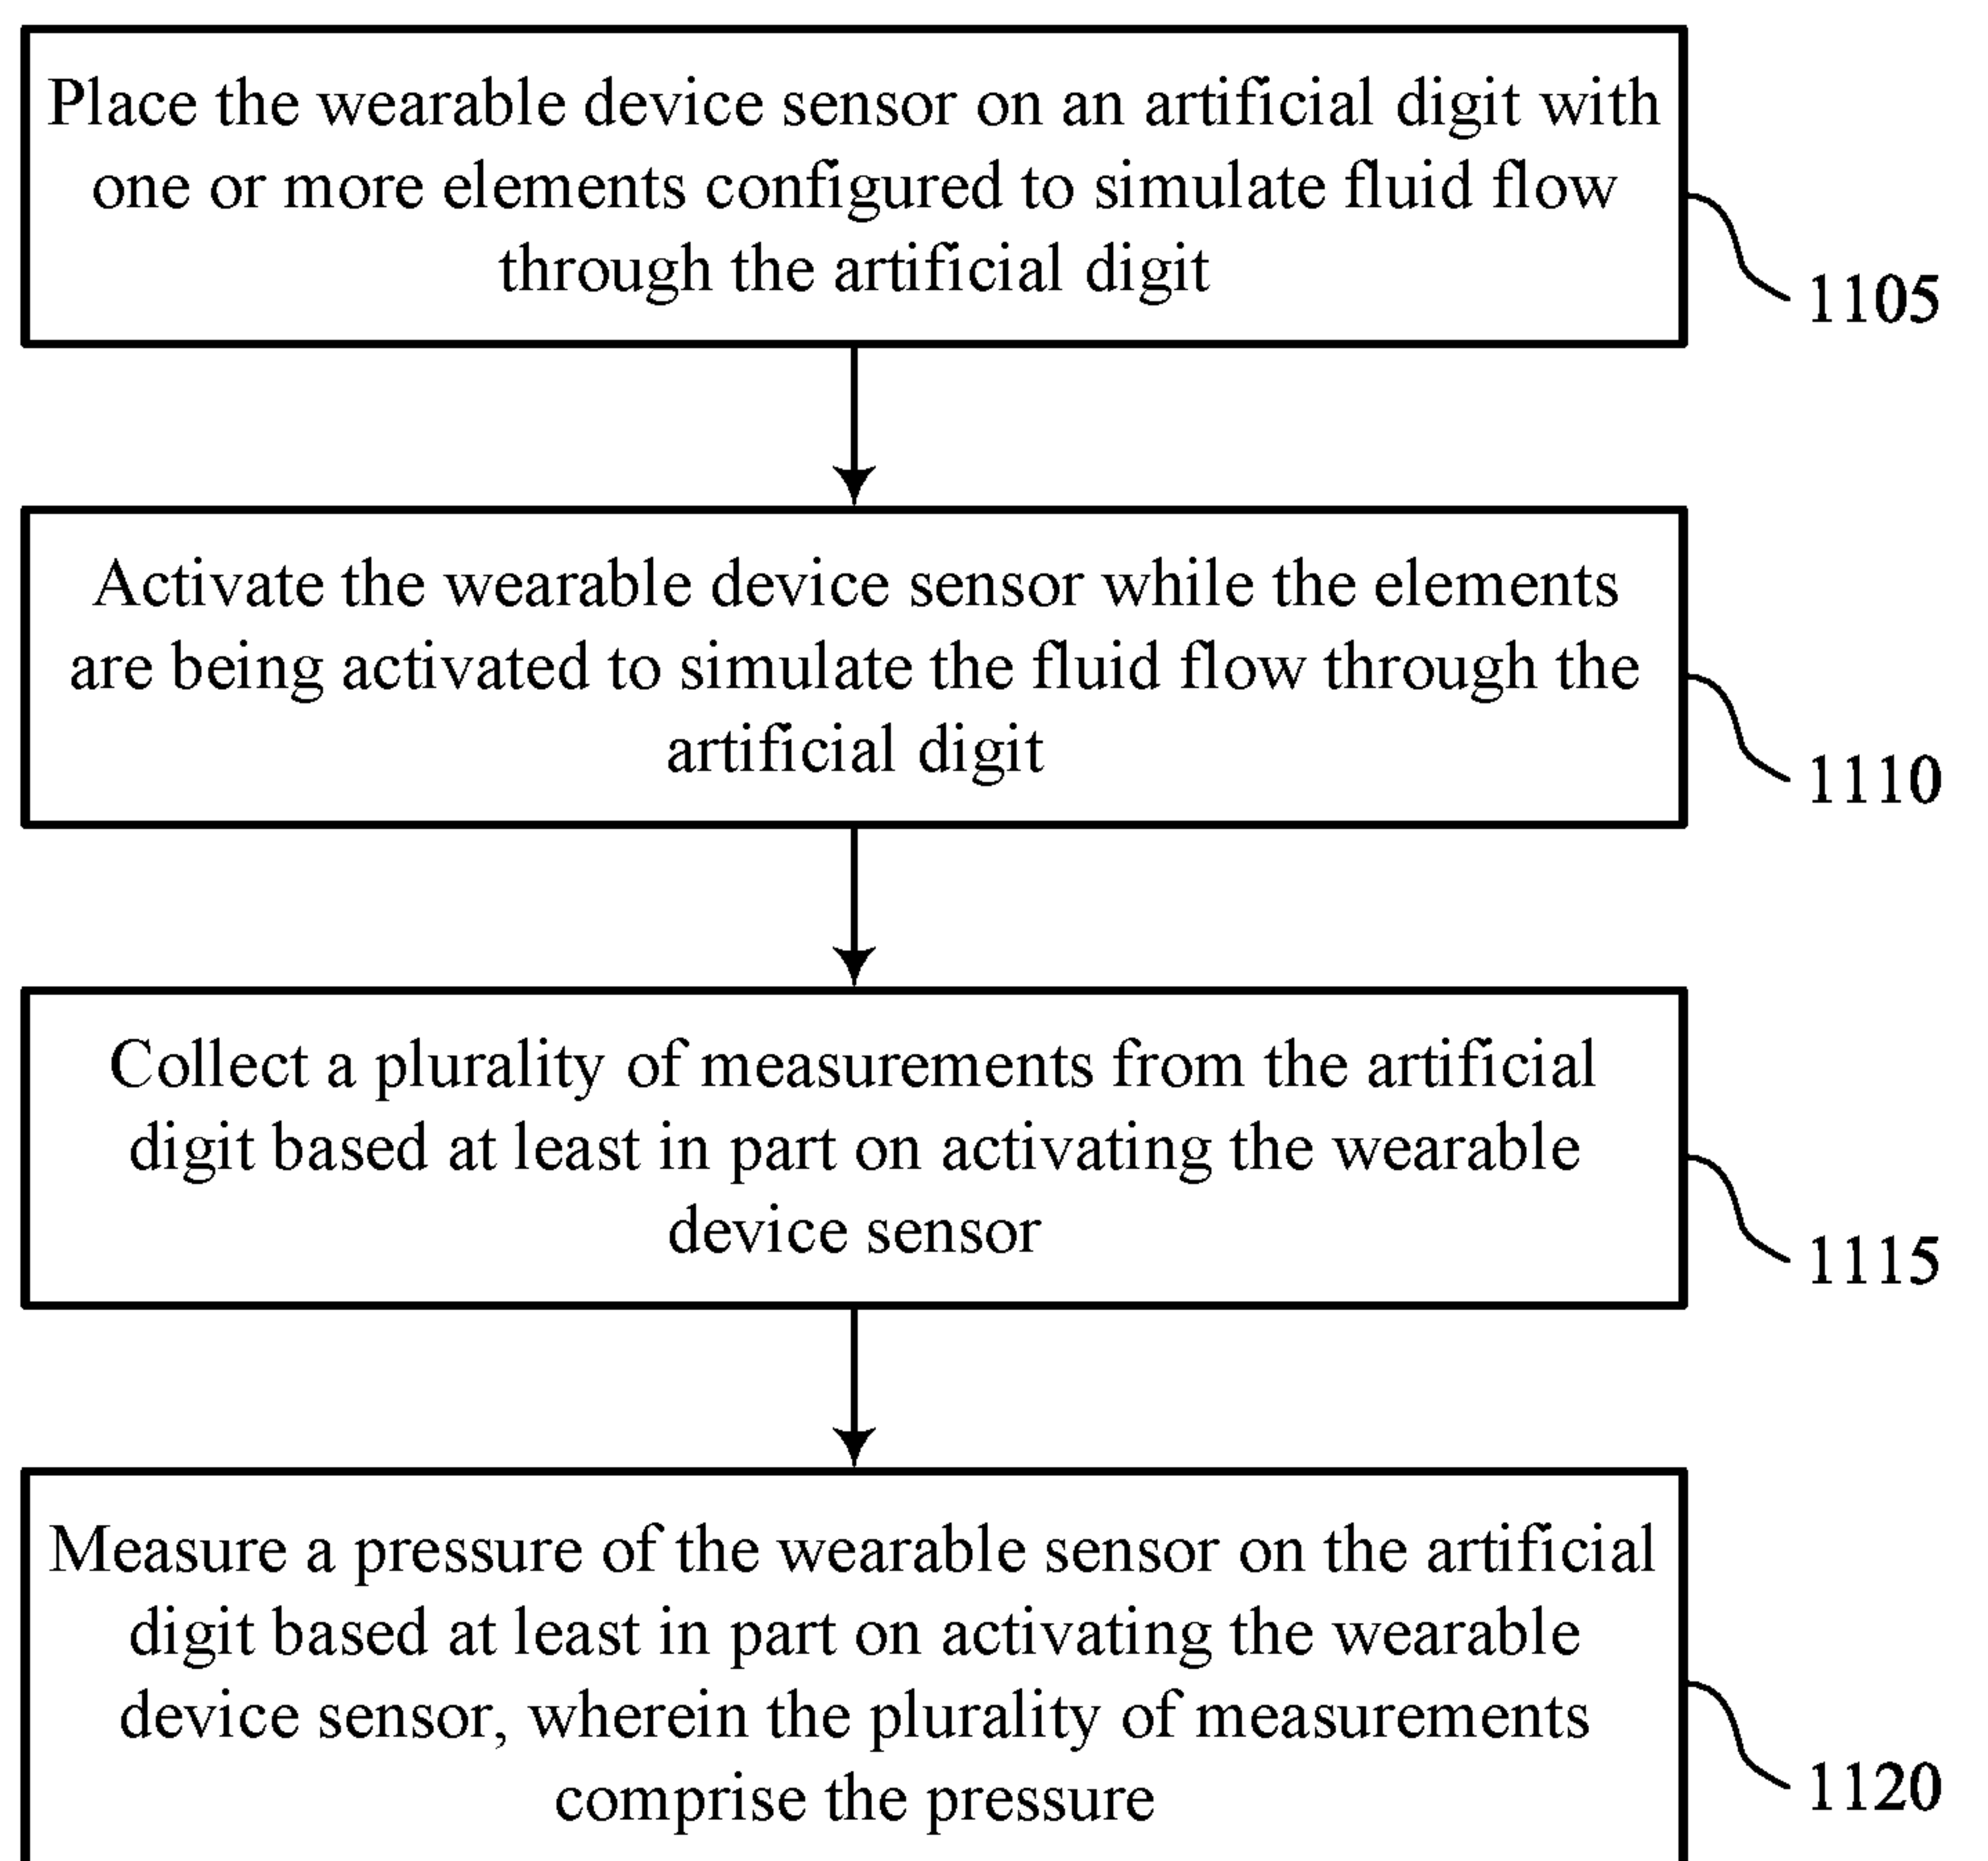 Place the wearable device sensor on an artificial digit with
one or more elements configured to simulate fluid flow
through the artificial digit
1105
Activate the wearable device sensor while the elements
are being activated to simulate the fluid flow through the
artificial digit
1110
Collect a plurality of measurements from the artificial
digit based at least in part on activating the wearable
device sensor
1115
Measure a pressure of the wearable sensor on the artificial
digit based at least in part on activating the wearable
device sensor, wherein the plurality of measurements
comprise the pressure
1120